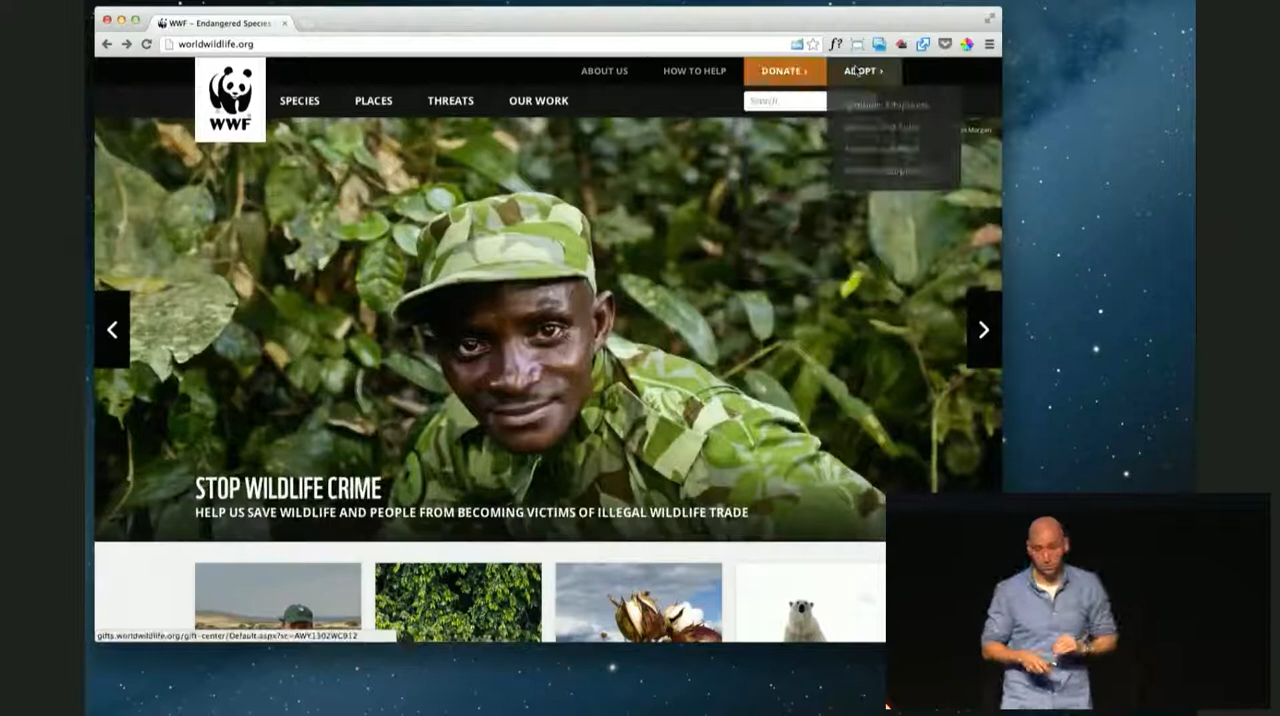 WWF – Endangered Species
worldwildlife.org
f?
ABOUT US
HOW TO HELP
DONATE ›
ADOPT ›
WWF
SPECIES
PLACES
THREATS
OUR WORK
Search
Morgan
STOP WILDLIFE CRIME
HELP US SAVE WILDLIFE AND PEOPLE FROM BECOMING VICTIMS OF ILLEGAL WILDLIFE TRADE
gifts.worldwildlife.org/gift-center/Default.aspx?sc=AWY1302WC912